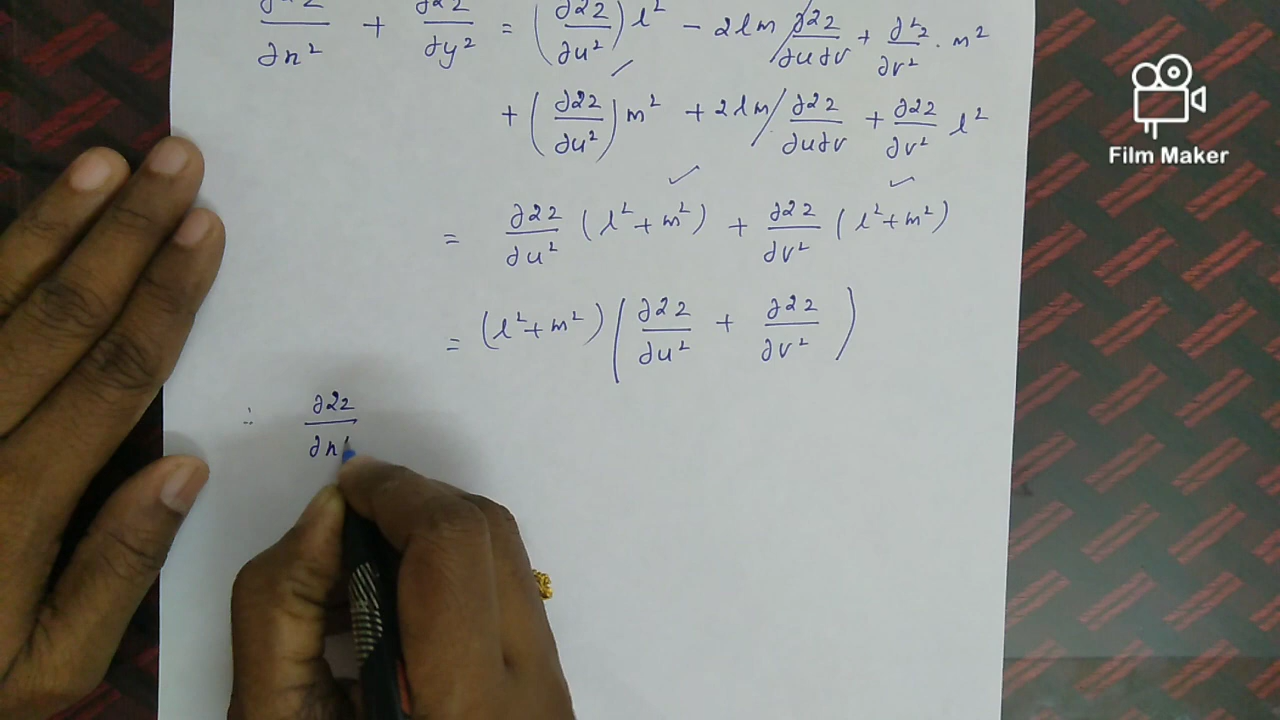 ∂²z/∂x² + ∂²z/∂y² = (∂²z/∂u²) l² - 2lm ∂²z/∂u∂v + ∂²z/∂v² · m²
+ (∂²z/∂u²) m² + 2lm ∂²z/∂u∂v + ∂²z/∂v² l²
= ∂²z/∂u² (l² + m²) + ∂²z/∂v² (l² + m²)
= (l² + m²) (∂²z/∂u² + ∂²z/∂v²)
∴ ∂²z/∂x
Film Maker